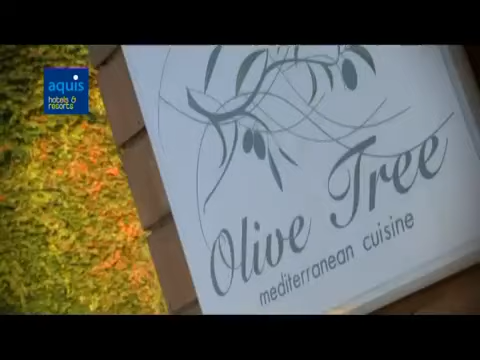 aquis
hotels &
resorts
Olive Tree
mediterranean cuisine